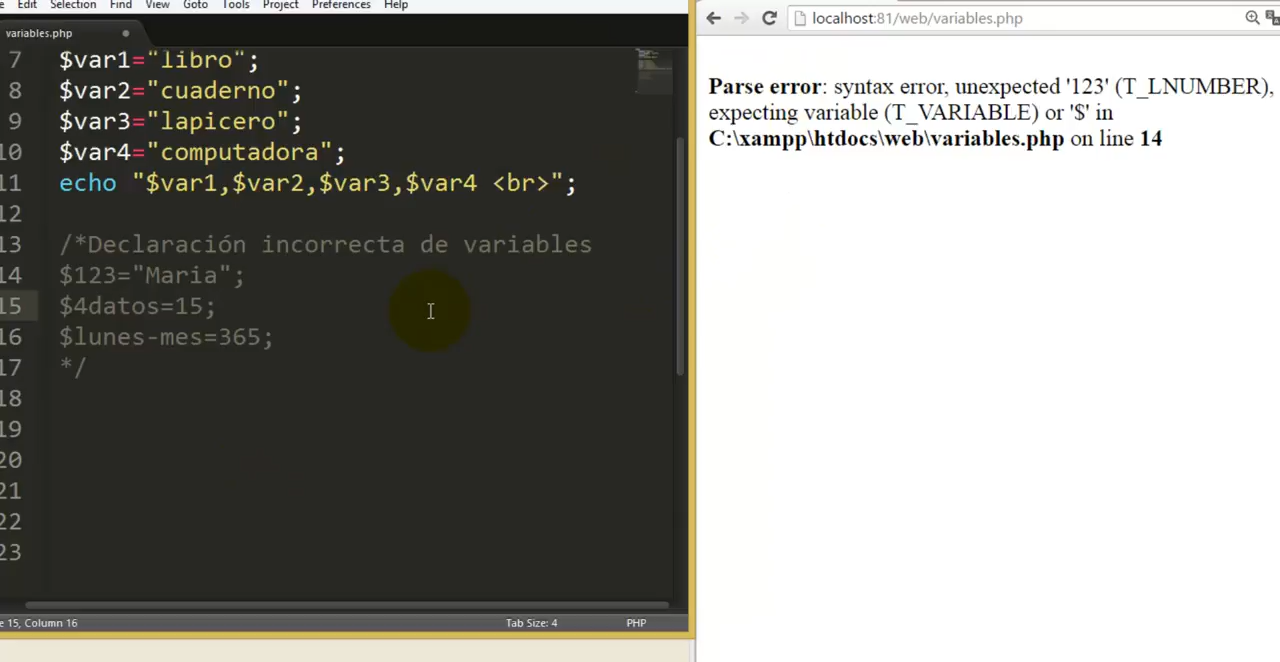 Edit Selection Find View Goto Tools Project Preferences Help
variables.php
7 $var1="libro";
8 $var2="cuaderno";
9 $var3="lapicero";
10 $var4="computadora";
11 echo "$var1,$var2,$var3,$var4 <br>";
12
13 /*Declaración incorrecta de variables
14 $123="Maria";
15 $4datos=15;
16 $lunes-mes=365;
17 */
18
19
20
21
22
23
15, Column 16 Tab Size: 4 PHP
localhost:81/web/variables.php
Parse error: syntax error, unexpected '123' (T_LNUMBER),
expecting variable (T_VARIABLE) or '$' in
C:\xampp\htdocs\web\variables.php on line 14